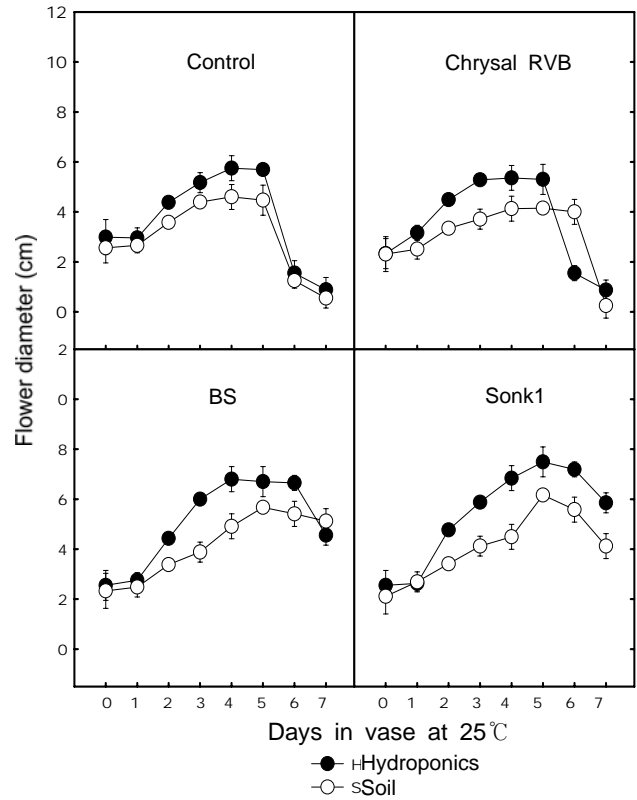 12
Control
Chrysal RVB
10
8
6
4
2
0
2
BS
Sonk1
0
8
6
4
2
0
Flower diameter (cm)
0 1 2 3 4 5 6 7 0 1 2 3 4 5 6 7
Days in vase at 25℃
HHydroponics
SSoil